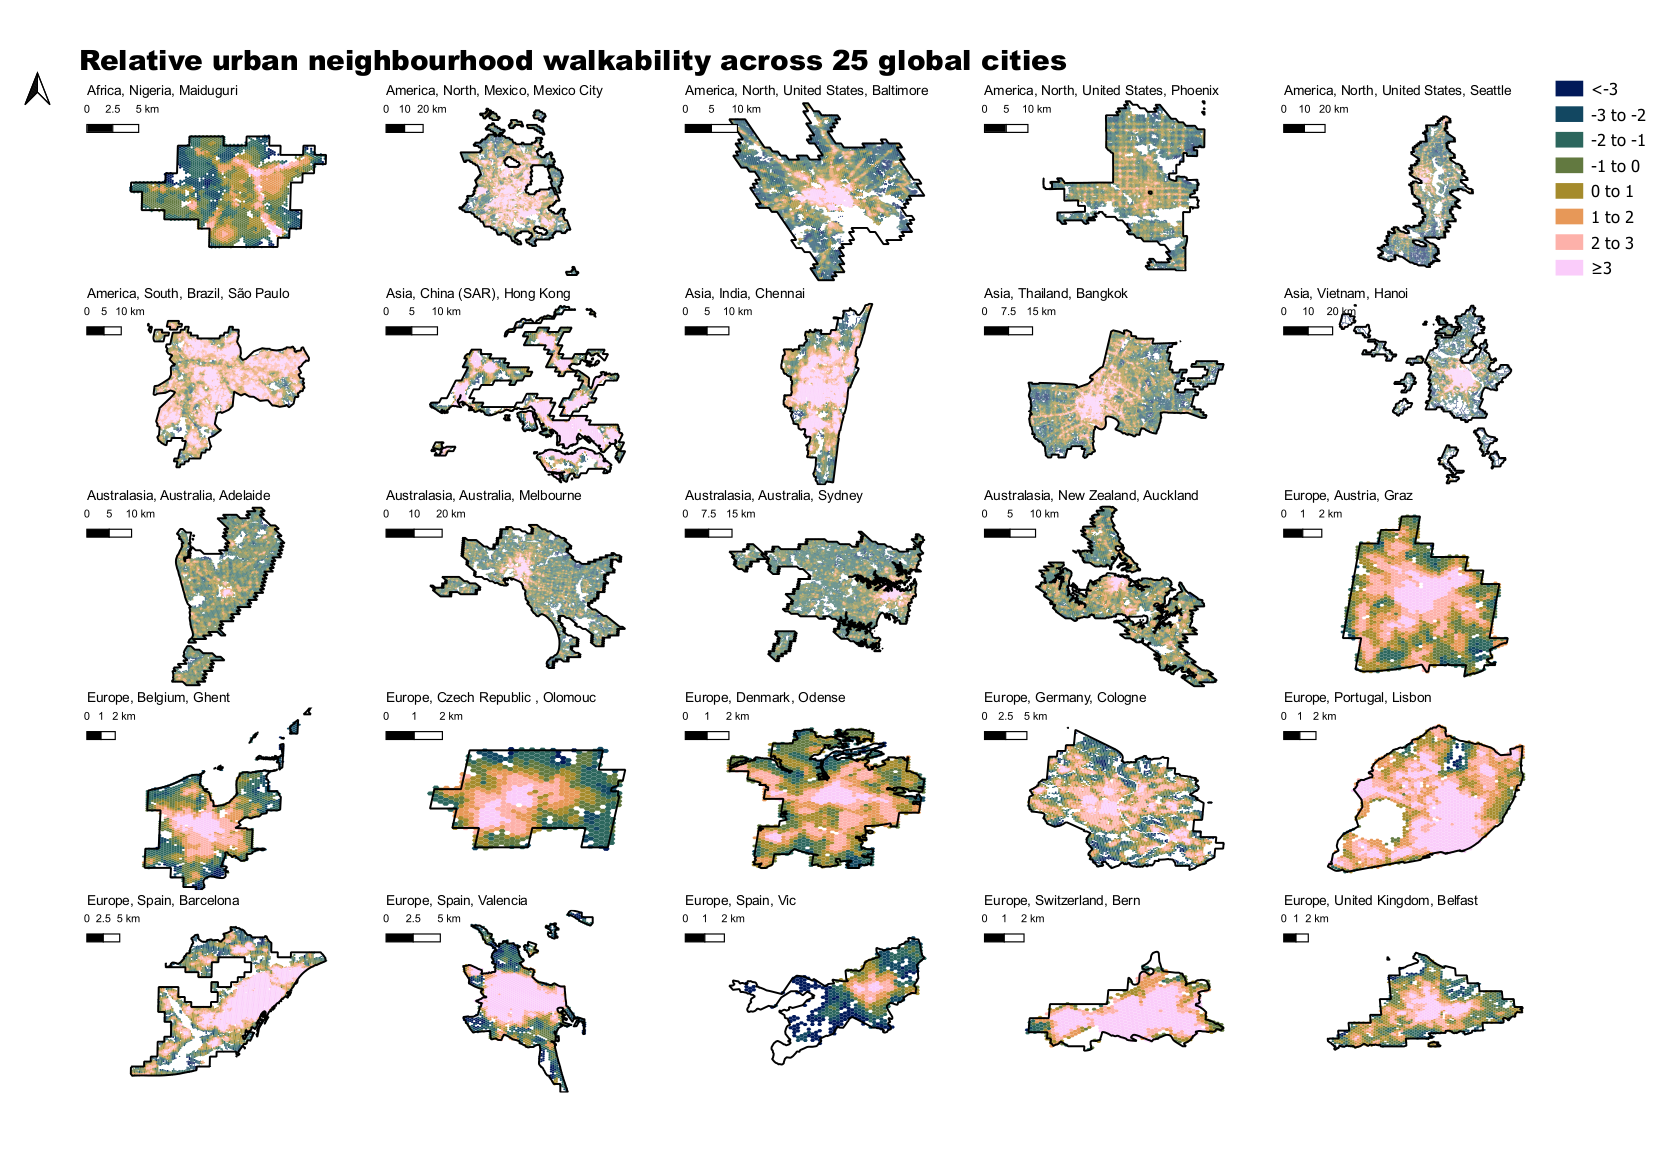 Relative urban neighbourhood walkability across 25 global cities
Africa, Nigeria, Maiduguri
0 2.5 5 km
America, North, Mexico, Mexico City
0 10 20 km
America, North, United States, Baltimore
0 5 10 km
America, North, United States, Phoenix
0 5 10 km
America, North, United States, Seattle
0 10 20 km
<-3
-3 to -2
-2 to -1
-1 to 0
0 to 1
1 to 2
2 to 3
≥3
America, South, Brazil, São Paulo
0 5 10 km
Asia, China (SAR), Hong Kong
0 5 10 km
Asia, India, Chennai
0 5 10 km
Asia, Thailand, Bangkok
0 7.5 15 km
Asia, Vietnam, Hanoi
0 10 20 km
Australasia, Australia, Adelaide
0 5 10 km
Australasia, Australia, Melbourne
0 10 20 km
Australasia, Australia, Sydney
0 7.5 15 km
Australasia, New Zealand, Auckland
0 5 10 km
Europe, Austria, Graz
0 1 2 km
Europe, Belgium, Ghent
0 1 2 km
Europe, Czech Republic , Olomouc
0 1 2 km
Europe, Denmark, Odense
0 1 2 km
Europe, Germany, Cologne
0 2.5 5 km
Europe, Portugal, Lisbon
0 1 2 km
Europe, Spain, Barcelona
0 2.5 5 km
Europe, Spain, Valencia
0 2.5 5 km
Europe, Spain, Vic
0 1 2 km
Europe, Switzerland, Bern
0 1 2 km
Europe, United Kingdom, Belfast
0 1 2 km